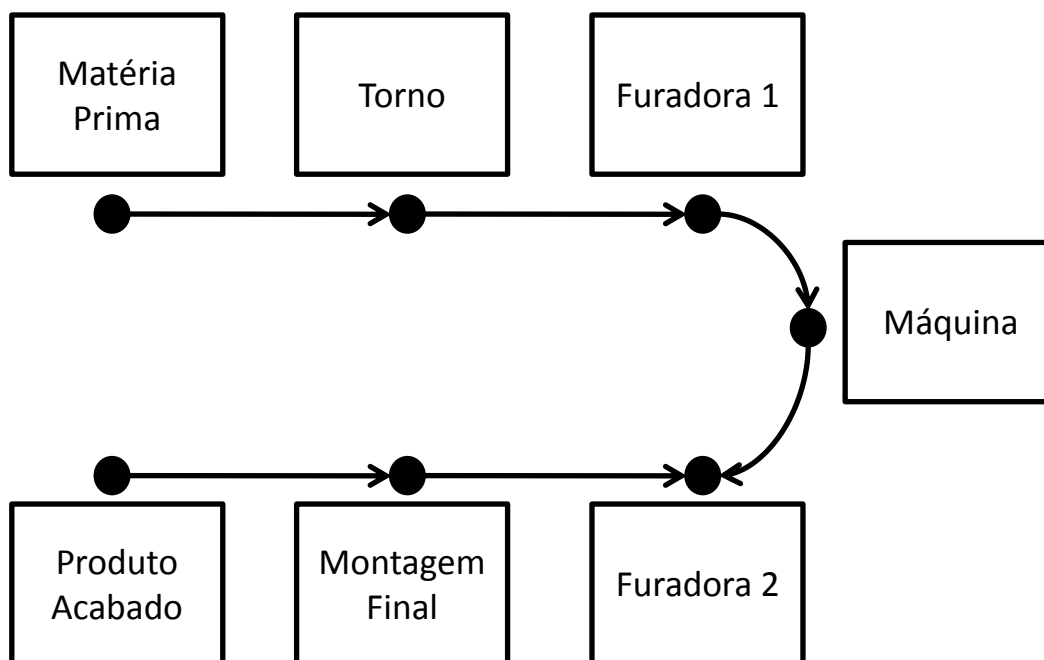 Matéria
Prima
Torno
Furadora 1
Máquina
Produto
Acabado
Montagem
Final
Furadora 2